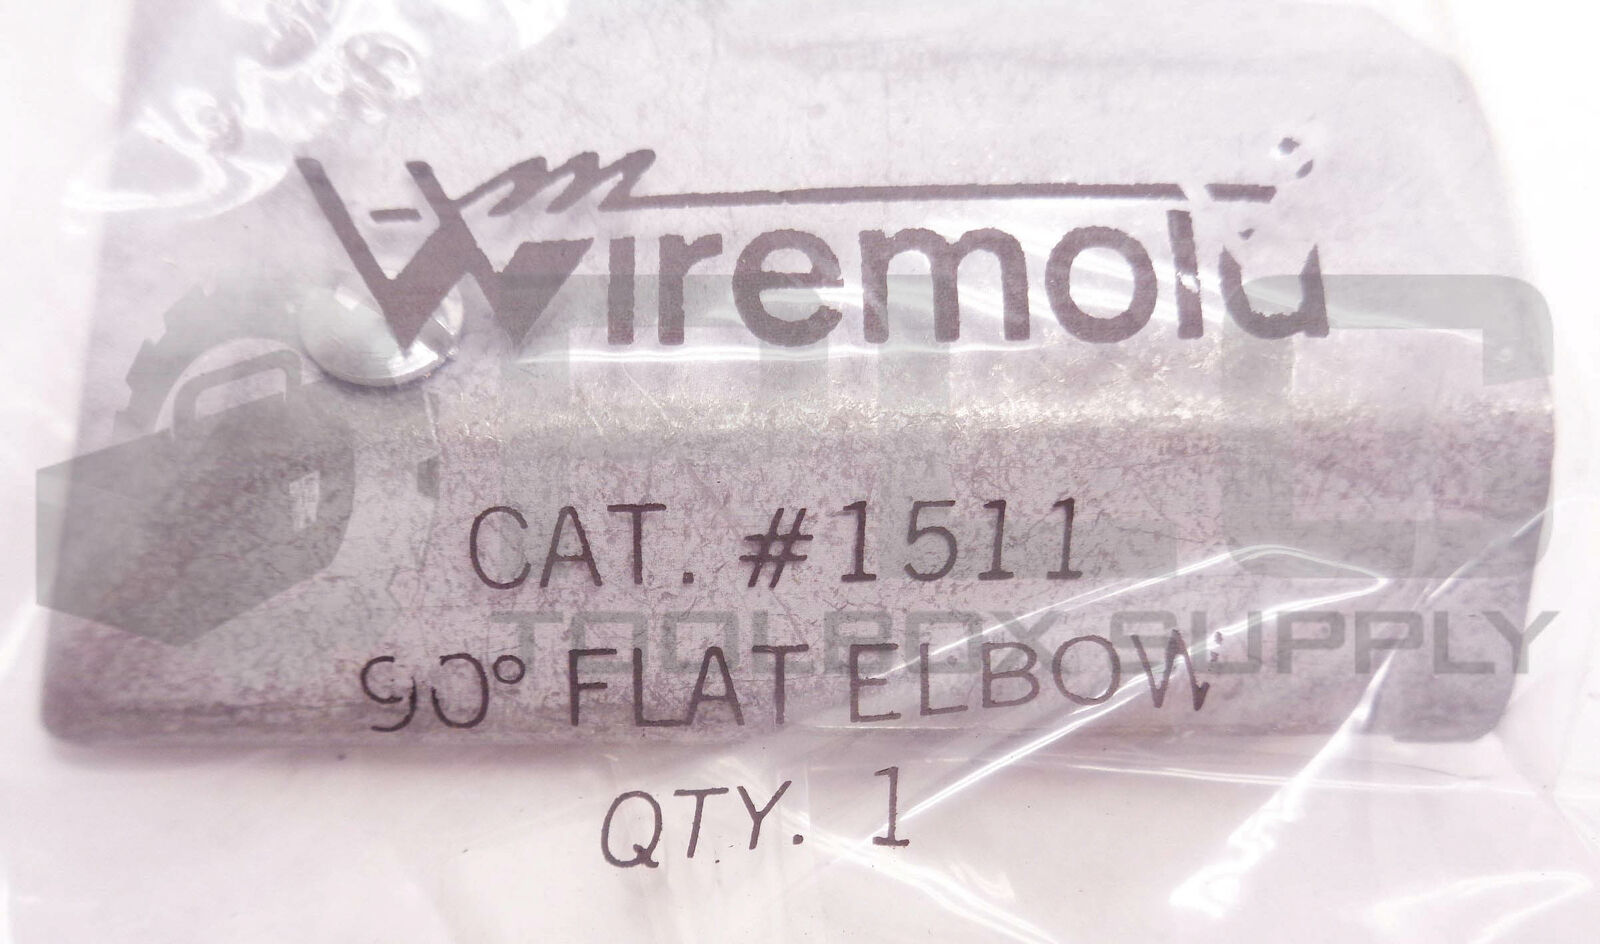 Wiremold
CAT. #1511
TOOLBOX SUPPLY
90° FLAT ELBOW
QTY. 1